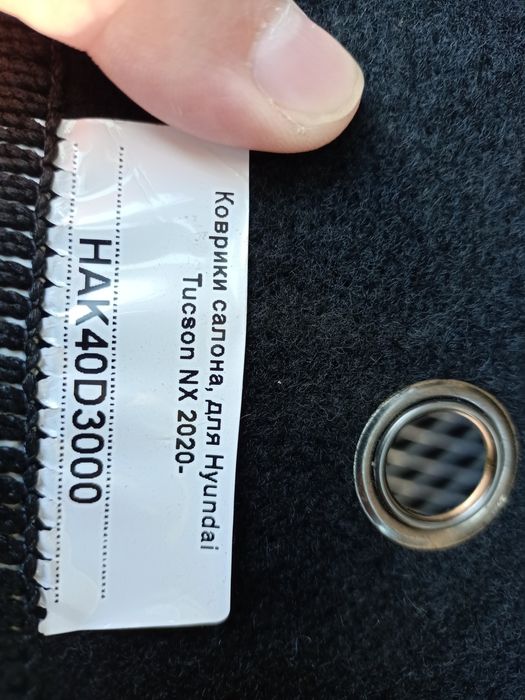 Коврики салона, для Hyundai
Tucson NX 2020-
HAK40D3000